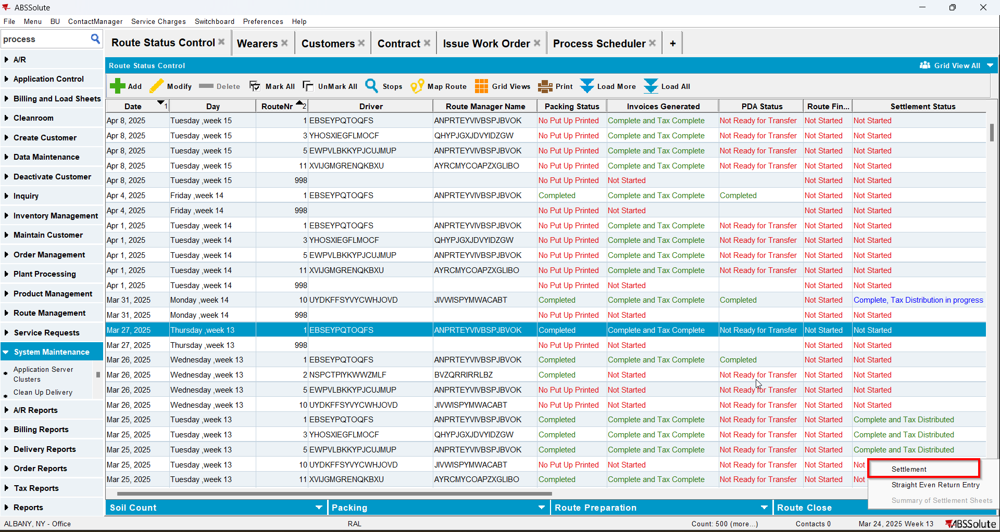 ABSSolute
File Menu BU ContactManager Service Charges Switchboard Preferences Help
process
Route Status Control Wearers Customers Contract Issue Work Order Process Scheduler +
Route Status Control Grid View All
Add Modify Delete Mark All UnMark All Stops Map Route Grid Views Print Load More Load All
A/R
Application Control
Billing and Load Sheets
Cleanroom
Create Customer
Data Maintenance
Deactivate Customer
Inquiry
Inventory Management
Maintain Customer
Order Management
Plant Processing
Product Management
Route Management
Service Requests
System Maintenance
Application Server
Clusters
Clean Up Delivery
A/R Reports
Billing Reports
Delivery Reports
Order Reports
Tax Reports
Reports
Date 1 Day RouteNr 2 Driver Route Manager Name Packing Status Invoices Generated PDA Status Route Fin... Settlement Status
Apr 8, 2025 Tuesday ,week 15 1 EBSEYPQTOQFS ANPRTEYVIVBSPJBVOK No Put Up Printed Complete and Tax Complete Not Ready for Transfer Not Started Not Started
Apr 8, 2025 Tuesday ,week 15 3 YHOSXIEGFLMOCF QHYPJGXJDVYIDZGW No Put Up Printed Complete and Tax Complete Not Ready for Transfer Not Started Not Started
Apr 8, 2025 Tuesday ,week 15 5 EWPVLBKKYPJCUJMUP ANPRTEYVIVBSPJBVOK No Put Up Printed Complete and Tax Complete Not Ready for Transfer Not Started Not Started
Apr 8, 2025 Tuesday ,week 15 11 XVIJGMGRENQKBXU AYRCMYCOAPZXGLIBO No Put Up Printed Complete and Tax Complete Not Ready for Transfer Not Started Not Started
Apr 8, 2025 Tuesday ,week 15 998 No Put Up Printed Not Started Not Started Not Started
Apr 4, 2025 Friday ,week 14 1 EBSEYPQTOQFS ANPRTEYVIVBSPJBVOK Completed Complete and Tax Complete Completed Not Started Not Started
Apr 4, 2025 Friday ,week 14 998 No Put Up Printed Not Started Not Started Not Started
Apr 1, 2025 Tuesday ,week 14 1 EBSEYPQTOQFS ANPRTEYVIVBSPJBVOK No Put Up Printed Complete and Tax Complete Not Ready for Transfer Not Started Not Started
Apr 1, 2025 Tuesday ,week 14 3 YHOSXIEGFLMOCF QHYPJGXJDVYIDZGW No Put Up Printed Complete and Tax Complete Not Ready for Transfer Not Started Not Started
Apr 1, 2025 Tuesday ,week 14 5 EWPVLBKKYPJCUJMUP ANPRTEYVIVBSPJBVOK No Put Up Printed Complete and Tax Complete Not Ready for Transfer Not Started Not Started
Apr 1, 2025 Tuesday ,week 14 11 XVIJGMGRENQKBXU AYRCMYCOAPZXGLIBO No Put Up Printed Complete and Tax Complete Not Ready for Transfer Not Started Not Started
Apr 1, 2025 Tuesday ,week 14 998 No Put Up Printed Not Started Not Started Not Started
Mar 31, 2025 Monday ,week 14 10 UYDKFFSYVYCWHJOVD JIVWISPYMWACABT Completed Complete and Tax Complete Completed Not Started Complete, Tax Distribution in progress
Mar 31, 2025 Monday ,week 14 998 No Put Up Printed Not Started Not Started Not Started
Mar 27, 2025 Thursday ,week 13 1 EBSEYPQTOQFS ANPRTEYVIVBSPJBVOK Completed Complete and Tax Complete Not Ready for Transfer Not Started Not Started
Mar 27, 2025 Thursday ,week 13 998 No Put Up Printed Not Started Not Started Not Started
Mar 26, 2025 Wednesday ,week 13 1 EBSEYPQTOQFS ANPRTEYVIVBSPJBVOK Completed Complete and Tax Complete Completed Not Started Not Started
Mar 26, 2025 Wednesday ,week 13 2 NSPCTPIYKWWZMLF BVZQRRIRRLBZ Completed Not Started Not Ready for Transfer Not Started Not Started
Mar 26, 2025 Wednesday ,week 13 5 EWPVLBKKYPJCUJMUP ANPRTEYVIVBSPJBVOK No Put Up Printed Not Started Not Ready for Transfer Not Started Not Started
Mar 26, 2025 Wednesday ,week 13 10 UYDKFFSYVYCWHJOVD JIVWISPYMWACABT No Put Up Printed Not Started Not Ready for Transfer Not Started Not Started
Mar 25, 2025 Tuesday ,week 13 1 EBSEYPQTOQFS ANPRTEYVIVBSPJBVOK Completed Complete and Tax Complete Not Ready for Transfer Not Started Complete and Tax Distributed
Mar 25, 2025 Tuesday ,week 13 3 YHOSXIEGFLMOCF QHYPJGXJDVYIDZGW Completed Complete and Tax Complete Not Ready for Transfer Not Started Complete and Tax Distributed
Mar 25, 2025 Tuesday ,week 13 5 EWPVLBKKYPJCUJMUP ANPRTEYVIVBSPJBVOK Completed Complete and Tax Complete Not Ready for Transfer Not Started Complete and Tax Distributed
Mar 25, 2025 Tuesday ,week 13 10 UYDKFFSYVYCWHJOVD JIVWISPYMWACABT No Put Up Printed Not Started Not Ready for Transfer Not Started Not
Mar 25, 2025 Tuesday ,week 13 11 XVIJGMGRENQKBXU AYRCMYCOAPZXGLIBO Completed Complete and Tax Complete Not Ready for Transfer Not Started Not
Settlement
Straight Even Return Entry
Summary of Settlement Sheets
Soil Count Packing Route Preparation Route Close
ALBANY, NY - Office RAL Count: 500 (more...) Contacts 0 Mar 24, 2025 Week 13 ABSSolute